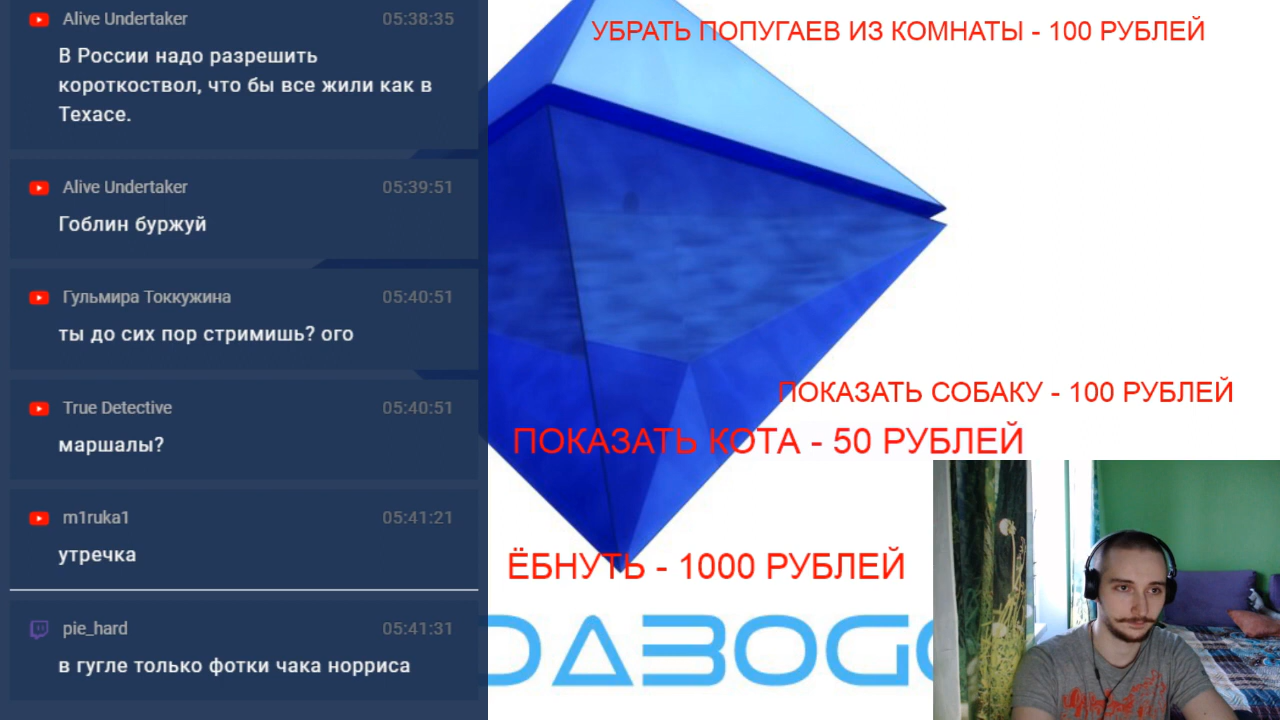 Alive Undertaker 05:38:35
В России надо разрешить
короткоствол, что бы все жили как в
Техасе.
Alive Undertaker 05:39:51
Гоблин буржуй
Гульмира Токкужина 05:40:51
ты до сих пор стримишь? ого
True Detective 05:40:51
маршалы?
m1ruka1 05:41:21
утречка
pie_hard 05:41:31
в гугле только фотки чака норриса
УБРАТЬ ПОПУГАЕВ ИЗ КОМНАТЫ - 100 РУБЛЕЙ
ПОКАЗАТЬ СОБАКУ - 100 РУБЛЕЙ
ПОКАЗАТЬ КОТА - 50 РУБЛЕЙ
ЁБНУТЬ - 1000 РУБЛЕЙ